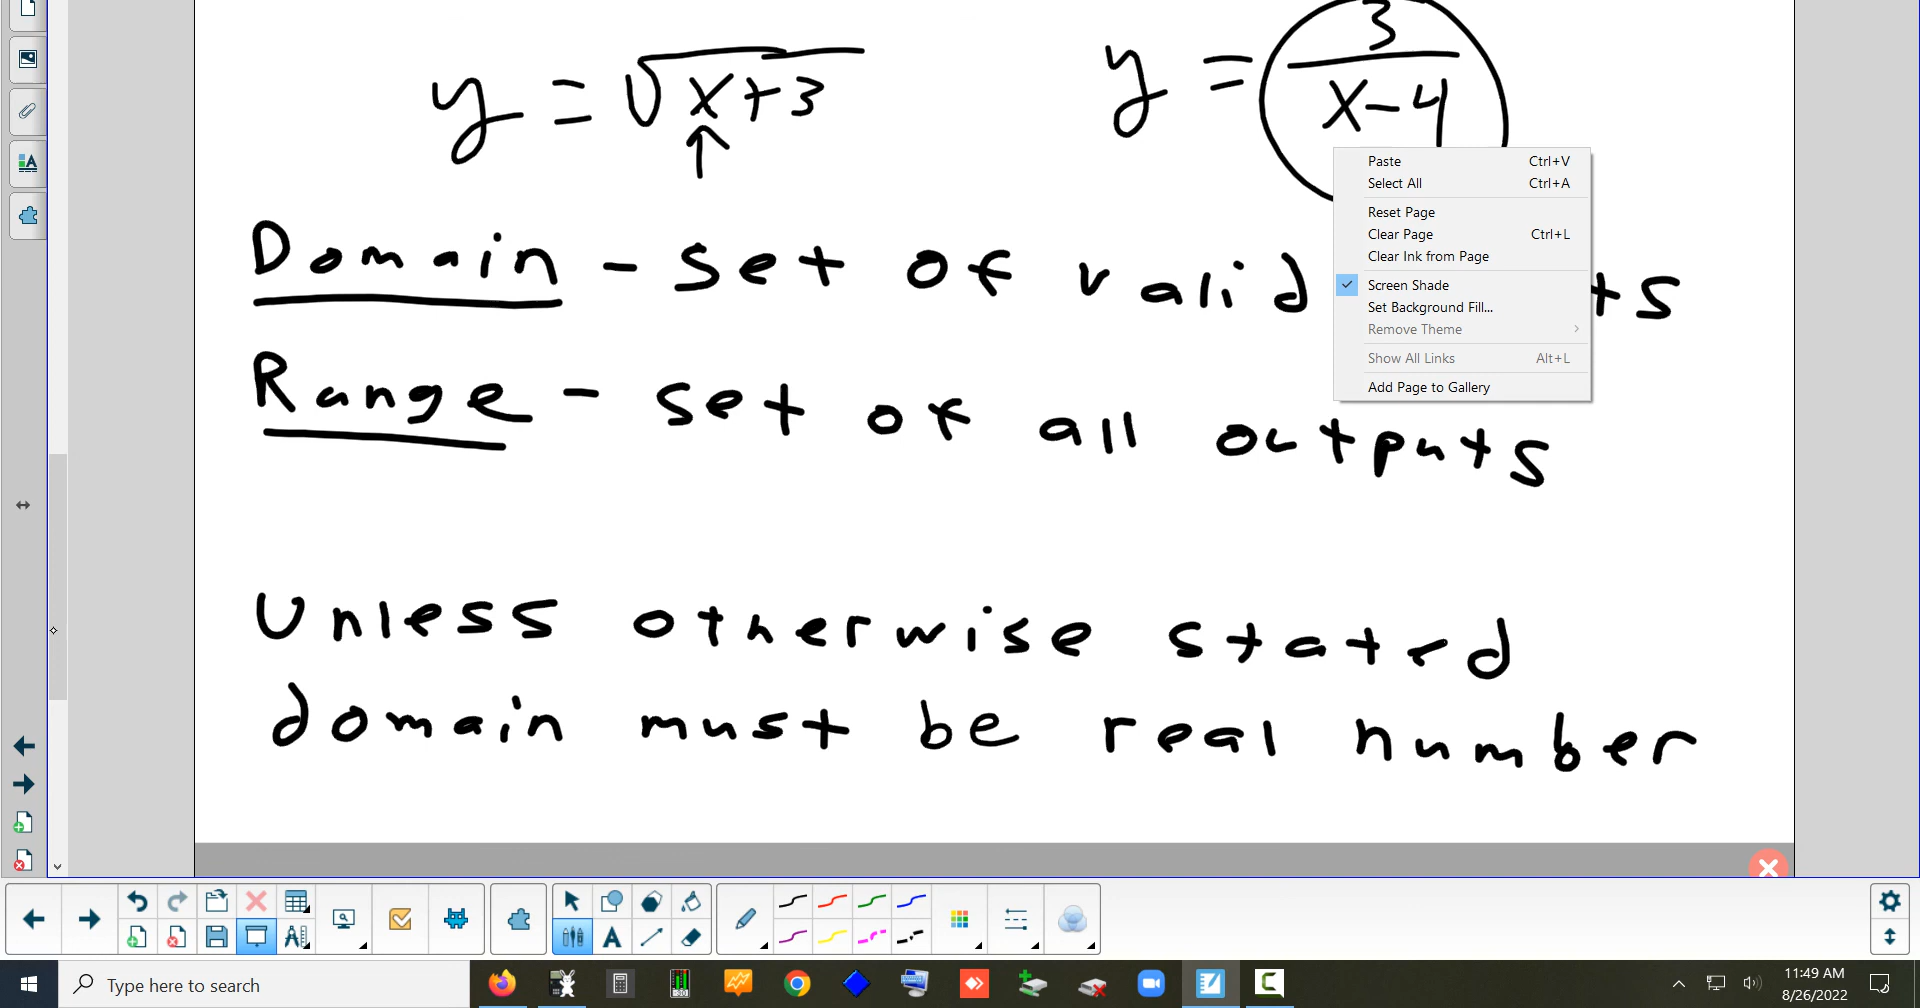 y = √x+3
y = 3/x-4
Domain - set of valid ts
Range - set of all outputs
Unless otherwise stated
domain must be real number
Paste Ctrl+V
Select All Ctrl+A
Reset Page
Clear Page Ctrl+L
Clear Ink from Page
Screen Shade
Set Background Fill...
Remove Theme
Show All Links Alt+L
Add Page to Gallery
Type here to search
11:49 AM
8/26/2022